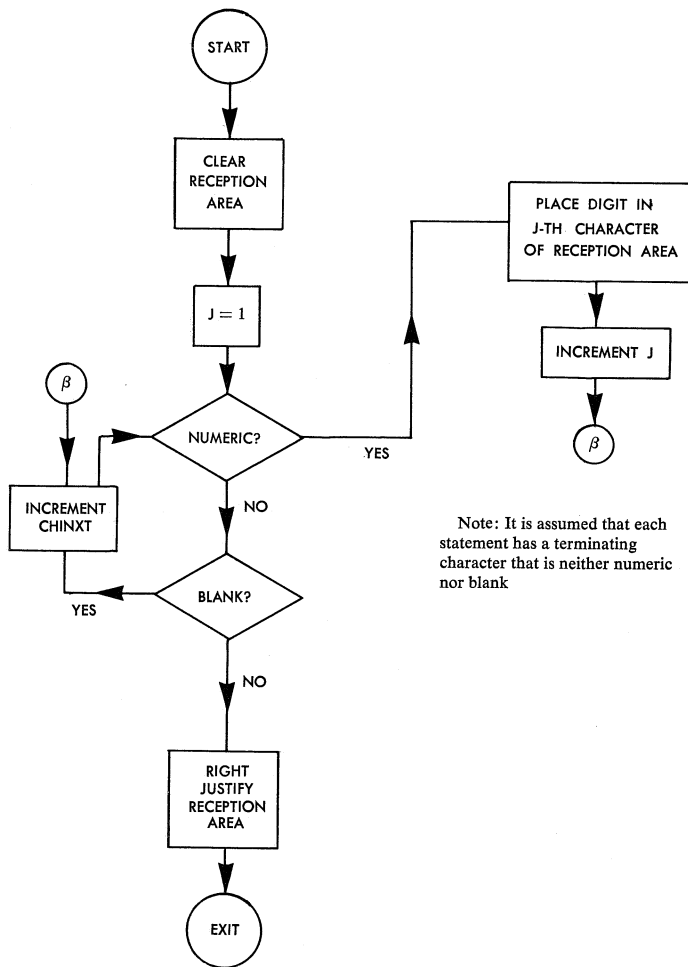 START
CLEAR
RECEPTION
AREA
J = 1
NUMERIC?
YES
PLACE DIGIT IN
J-TH CHARACTER
OF RECEPTION AREA
INCREMENT J
β
β
INCREMENT
CHINXT
NO
BLANK?
YES
NO
RIGHT
JUSTIFY
RECEPTION
AREA
EXIT
Note: It is assumed that each
statement has a terminating
character that is neither numeric
nor blank